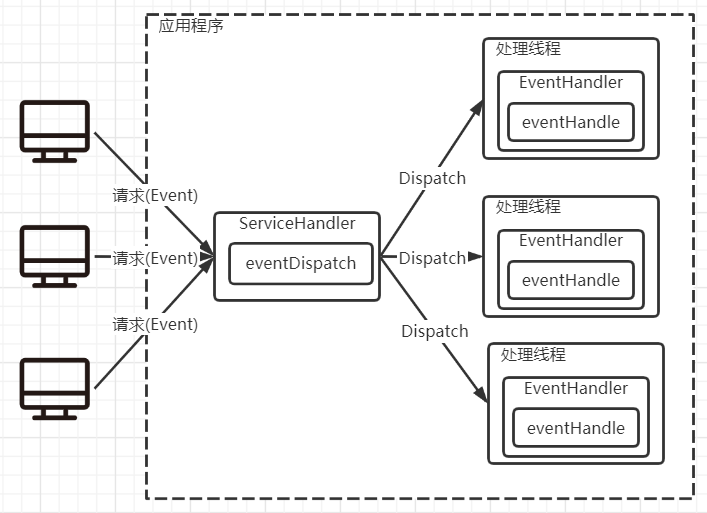 应用程序
请求(Event)
请求(Event)
请求(Event)
ServiceHandler
eventDispatch
Dispatch
Dispatch
Dispatch
处理线程
EventHandler
eventHandle
处理线程
EventHandler
eventHandle
处理线程
EventHandler
eventHandle